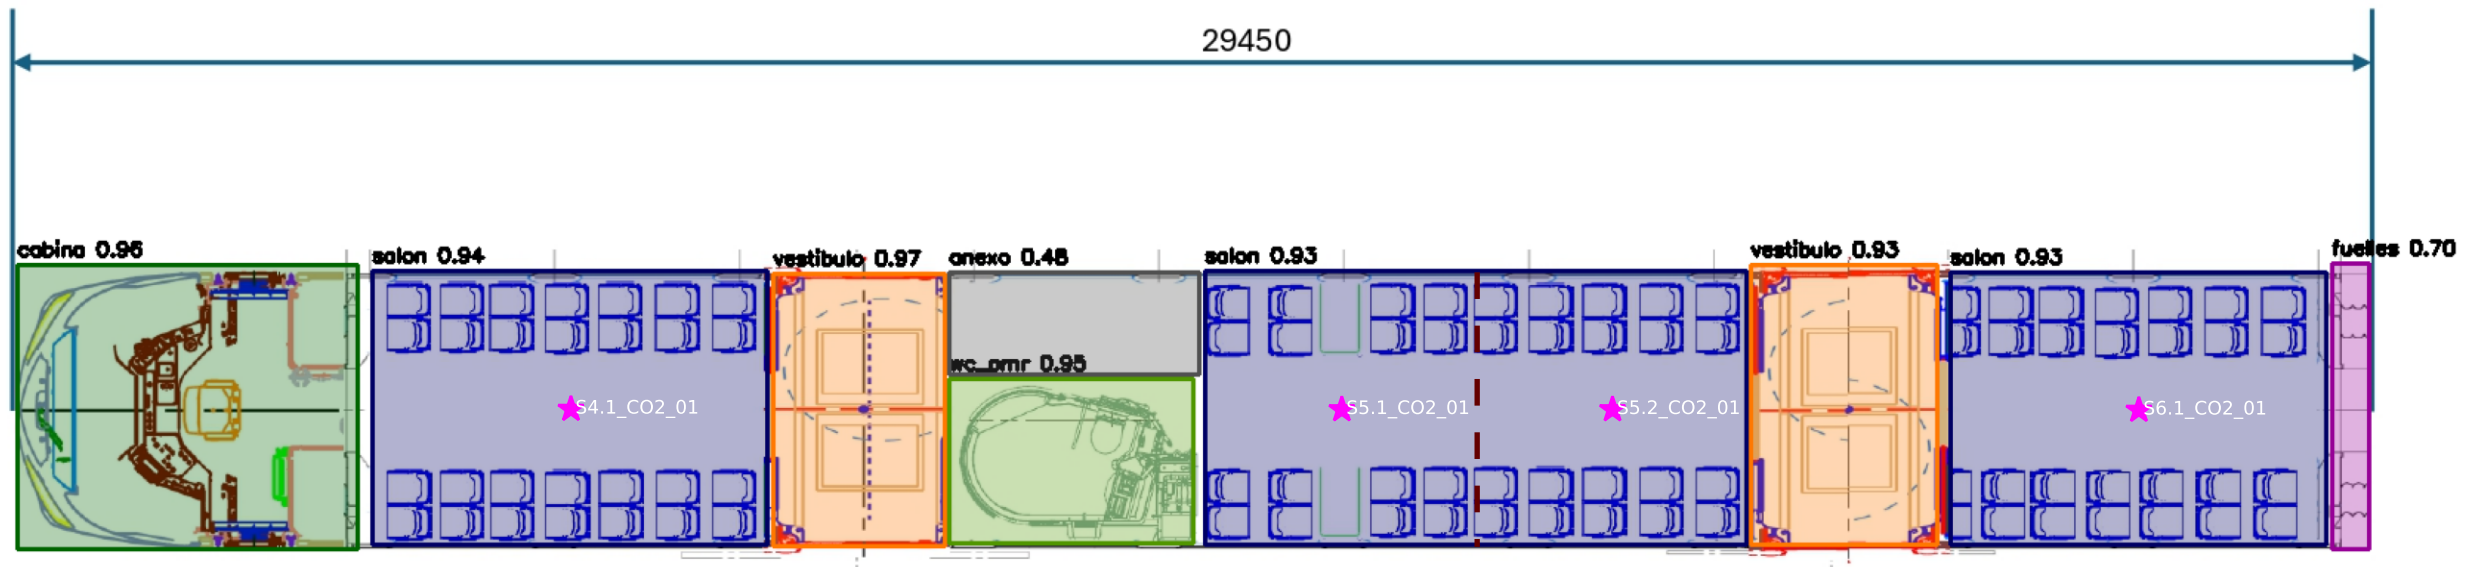 29450
cabina 0.96
salon 0.94
vestibulo 0.97
anexo 0.48
salon 0.93
vestibulo 0.93
salon 0.93
fuelles 0.70
wc_pmr 0.95
S4.1_CO2_01
S5.1_CO2_01
S5.2_CO2_01
S6.1_CO2_01